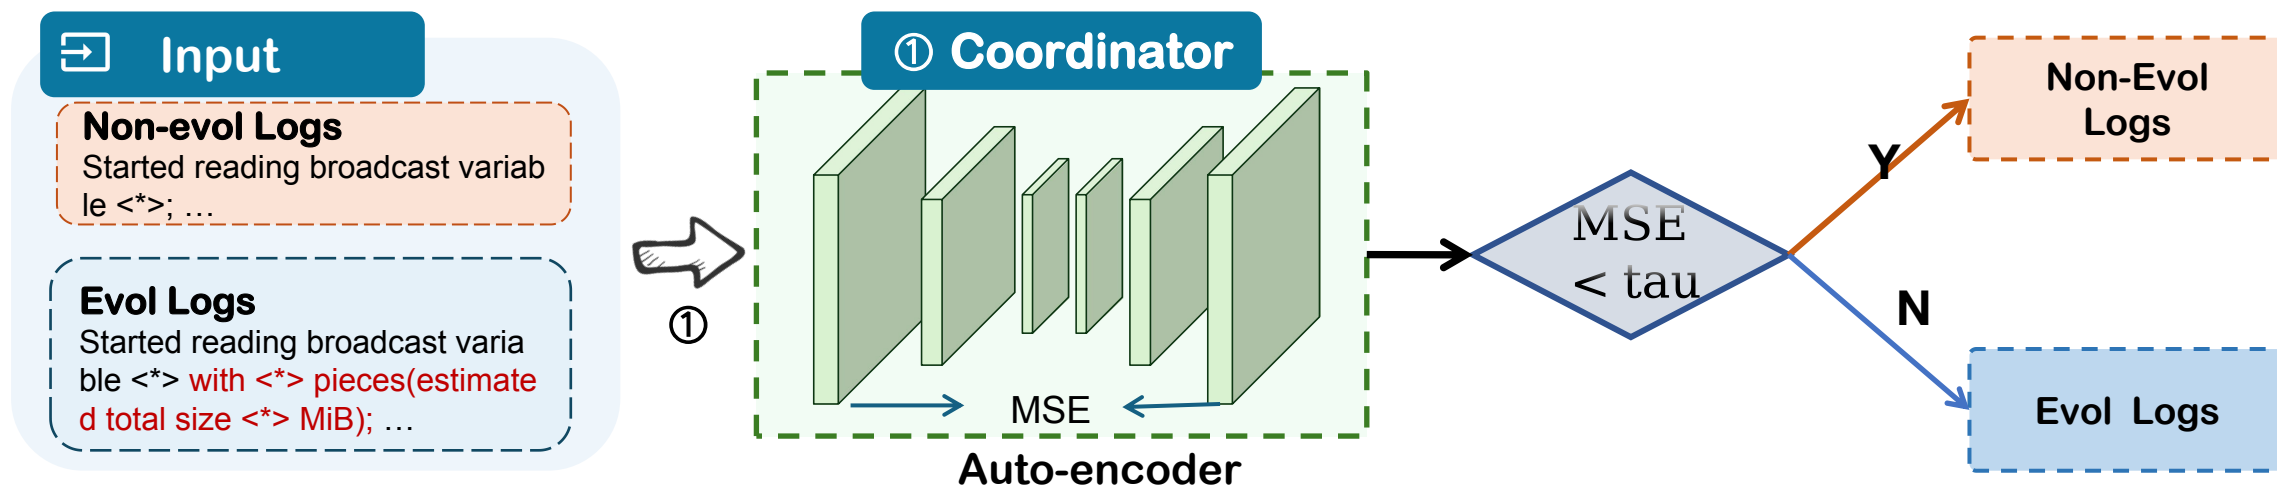 Input
Non-evol Logs
Started reading broadcast variab
le <*>; …
Evol Logs
Started reading broadcast varia
ble <*> with <*> pieces(estimate
d total size <*> MiB); …
①
① Coordinator
MSE
Auto-encoder
MSE
< tau
Y
N
Non-Evol
Logs
Evol Logs